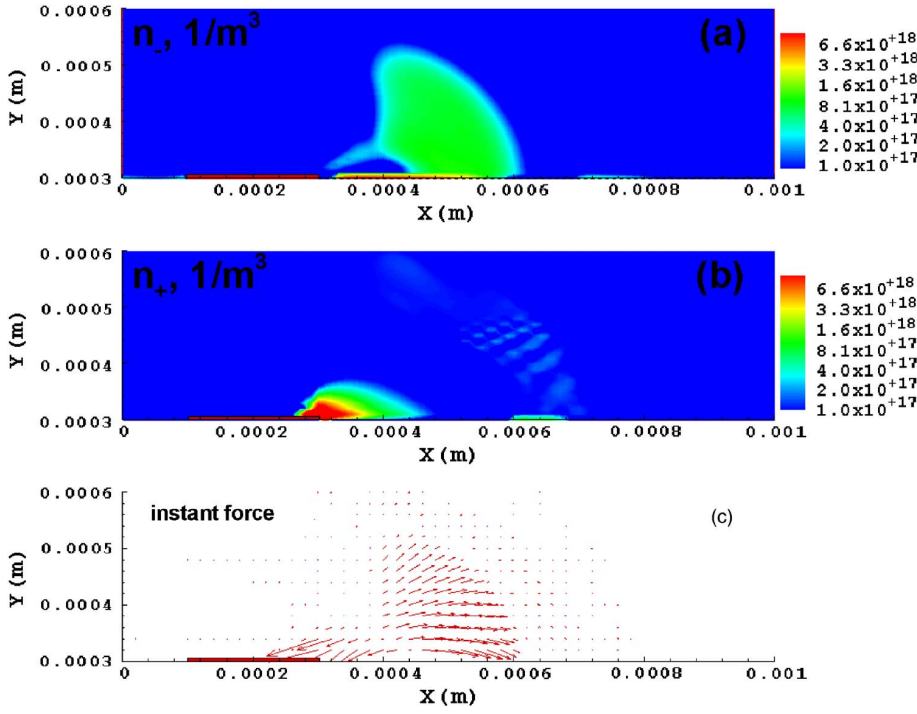 n-, 1/m³
(a)
0.0006
0.0005
0.0004
0.0003
Y (m)
0 0.0002 0.0004 0.0006 0.0008 0.001
X (m)
6.6x10+18
3.3x10+18
1.6x10+18
8.1x10+17
4.0x10+17
2.0x10+17
1.0x10+17
n+, 1/m³
(b)
0.0006
0.0005
0.0004
0.0003
Y (m)
0 0.0002 0.0004 0.0006 0.0008 0.001
X (m)
6.6x10+18
3.3x10+18
1.6x10+18
8.1x10+17
4.0x10+17
2.0x10+17
1.0x10+17
instant force
(c)
0.0006
0.0005
0.0004
0.0003
Y (m)
0 0.0002 0.0004 0.0006 0.0008 0.001
X (m)